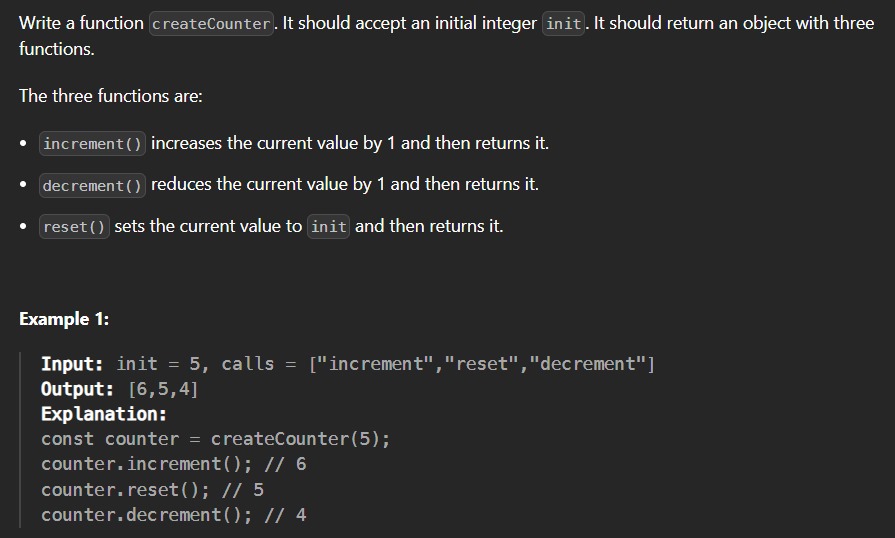 Write a function createCounter. It should accept an initial integer init. It should return an object with three
functions.
The three functions are:
• increment() increases the current value by 1 and then returns it.
• decrement() reduces the current value by 1 and then returns it.
• reset() sets the current value to init and then returns it.
Example 1:
Input: init = 5, calls = ["increment","reset","decrement"]
Output: [6,5,4]
Explanation:
const counter = createCounter(5);
counter.increment(); // 6
counter.reset(); // 5
counter.decrement(); // 4